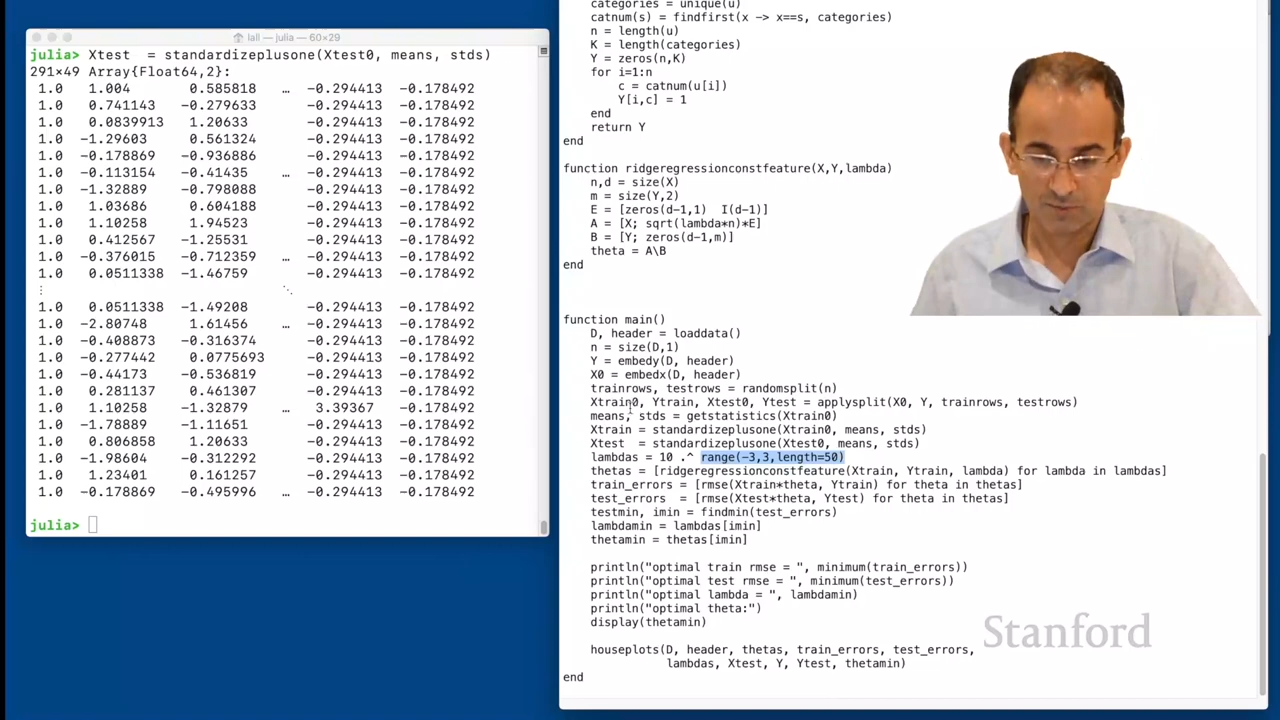 lall — julia — 60×29
julia> Xtest  = standardizeplusone(Xtest0, means, stds)
291×49 Array{Float64,2}:
1.0   1.004      0.585818   …  -0.294413  -0.178492
1.0   0.741143  -0.279633      -0.294413  -0.178492
1.0   0.0839913  1.20633       -0.294413  -0.178492
1.0  -1.29603    0.561324      -0.294413  -0.178492
1.0  -0.178869  -0.936886      -0.294413  -0.178492
1.0  -0.113154  -0.41435    …  -0.294413  -0.178492
1.0  -1.32889   -0.798088      -0.294413  -0.178492
1.0   1.03686    0.604188      -0.294413  -0.178492
1.0   1.10258    1.94523       -0.294413  -0.178492
1.0   0.412567  -1.25531       -0.294413  -0.178492
1.0  -0.376015  -0.712359   …  -0.294413  -0.178492
1.0   0.0511338 -1.46759       -0.294413  -0.178492
⋮                           ⋱
1.0   0.0511338 -1.49208       -0.294413  -0.178492
1.0  -2.80748    1.61456    …  -0.294413  -0.178492
1.0  -0.408873  -0.316374      -0.294413  -0.178492
1.0  -0.277442   0.0775693     -0.294413  -0.178492
1.0  -0.44173   -0.536819      -0.294413  -0.178492
1.0   0.281137   0.461307      -0.294413  -0.178492
1.0   1.10258   -1.32879    …   3.39367   -0.178492
1.0  -1.78889   -1.11651       -0.294413  -0.178492
1.0   0.806858   1.20633       -0.294413  -0.178492
1.0  -1.98604   -0.312292      -0.294413  -0.178492
1.0   1.23401    0.161257      -0.294413  -0.178492
1.0  -0.178869  -0.495996      -0.294413  -0.178492
julia>
categories = unique(u)
catnum(s) = findfirst(x -> x==s, categories)
n = length(u)
K = length(categories)
Y = zeros(n,K)
for i=1:n
c = catnum(u[i])
Y[i,c] = 1
end
return Y
end
function ridgeregressionconstfeature(X,Y,lambda)
n,d = size(X)
m = size(Y,2)
E = [zeros(d-1,1)  I(d-1)]
A = [X; sqrt(lambda*n)*E]
B = [Y; zeros(d-1,m)]
theta = A\B
end
function main()
D, header = loaddata()
n = size(D,1)
Y = embedy(D, header)
X0 = embedx(D, header)
trainrows, testrows = randomsplit(n)
Xtrain0, Ytrain, Xtest0, Ytest = applysplit(X0, Y, trainrows, testrows)
means, stds = getstatistics(Xtrain0)
Xtrain = standardizeplusone(Xtrain0, means, stds)
Xtest  = standardizeplusone(Xtest0, means, stds)
lambdas = 10 .^ range(-3,3,length=50)
thetas = [ridgeregressionconstfeature(Xtrain, Ytrain, lambda) for lambda in lambdas]
train_errors = [rmse(Xtrain*theta, Ytrain) for theta in thetas]
test_errors  = [rmse(Xtest*theta, Ytest) for theta in thetas]
testmin, imin = findmin(test_errors)
lambdamin = lambdas[imin]
thetamin = thetas[imin]
println("optimal train rmse = ", minimum(train_errors))
println("optimal test rmse = ", minimum(test_errors))
println("optimal lambda = ", lambdamin)
println("optimal theta:")
display(thetamin)
houseplots(D, header, thetas, train_errors, test_errors,
lambdas, Xtest, Y, Ytest, thetamin)
end
Stanford